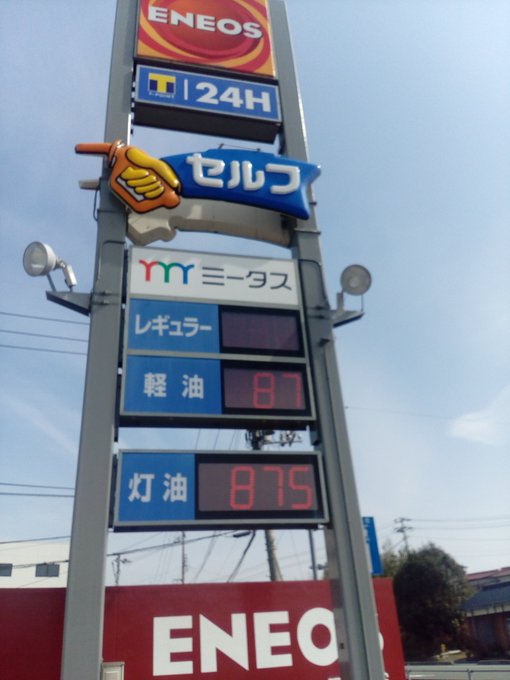 ENEOS
T T-POINT 24H
セルフ
ミータス
レギュラー
軽油 87
灯油 875
ENEOS